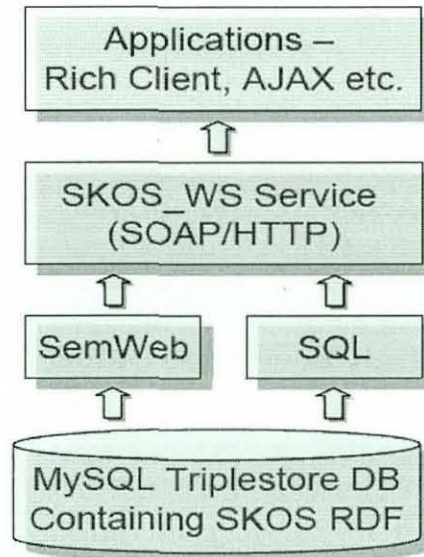 Applications –
Rich Client, AJAX etc.
SKOS_WS Service
(SOAP/HTTP)
SemWeb
SQL
MySQL Triplestore DB
Containing SKOS RDF